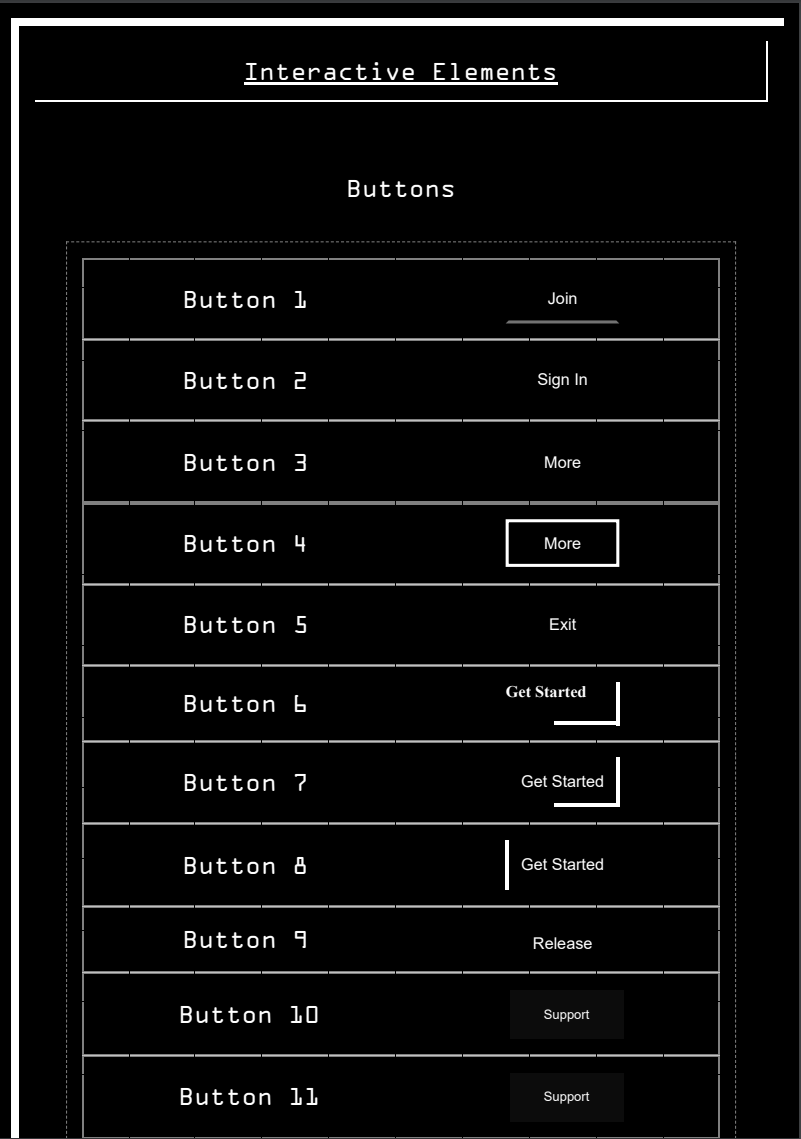 Interactive Elements
Buttons
Button 1 Join
Button 2 Sign In
Button 3 More
Button 4 More
Button 5 Exit
Button 6 Get Started
Button 7 Get Started
Button 8 Get Started
Button 9 Release
Button 10 Support
Button 11 Support